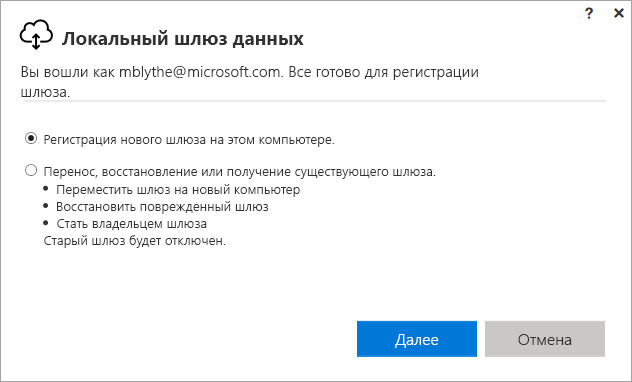 ? ×
Локальный шлюз данных
Вы вошли как mblythe@microsoft.com. Все готово для регистрации
шлюза.
Регистрация нового шлюза на этом компьютере.
Перенос, восстановление или получение существующего шлюза.
• Переместить шлюз на новый компьютер
• Восстановить поврежденный шлюз
• Стать владельцем шлюза
Старый шлюз будет отключен.
Далее Отмена